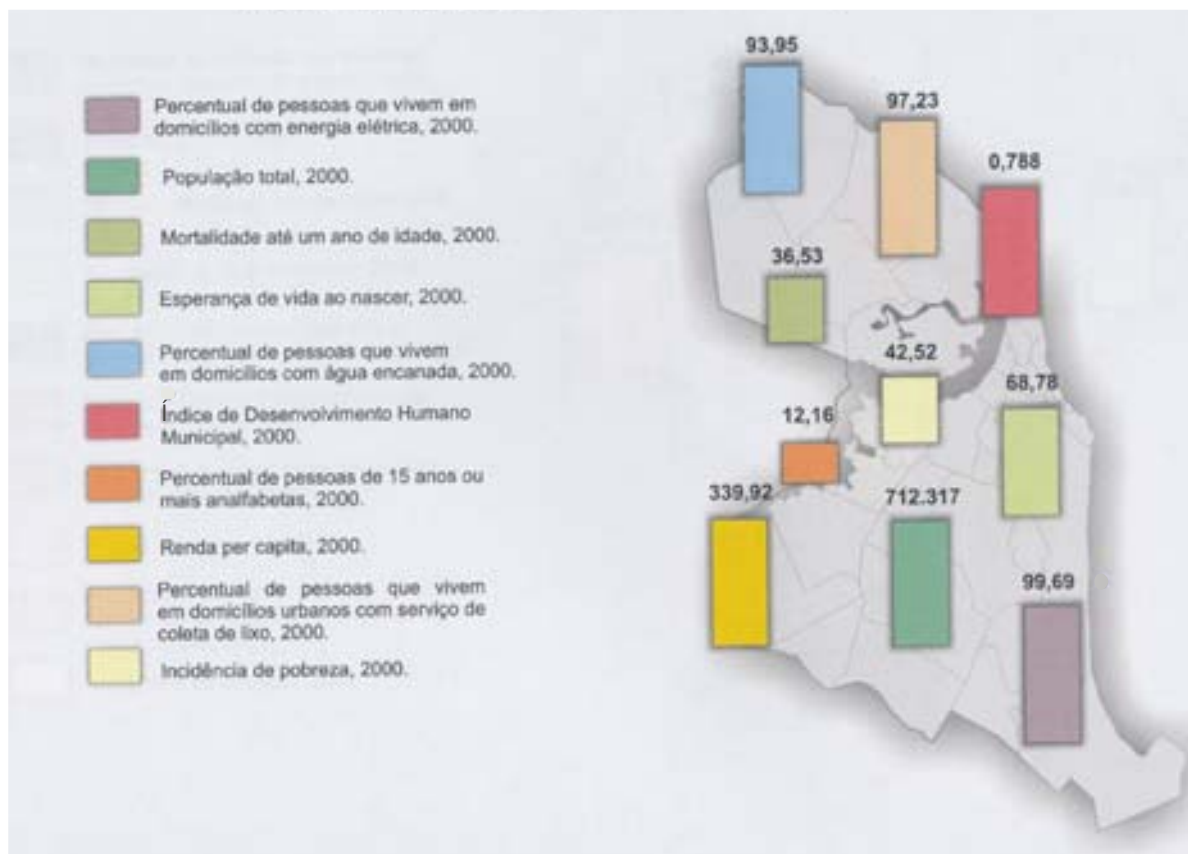 Percentual de pessoas que vivem em
domicílios com energia elétrica, 2000.
População total, 2000.
Mortalidade até um ano de idade, 2000.
Esperança de vida ao nascer, 2000.
Percentual de pessoas que vivem
em domicílios com água encanada, 2000.
Índice de Desenvolvimento Humano
Municipal, 2000.
Percentual de pessoas de 15 anos ou
mais analfabetas, 2000.
Renda per capita, 2000.
Percentual de pessoas que vivem
em domicílios urbanos com serviço de
coleta de lixo, 2000.
Incidência de pobreza, 2000.
93,95
97,23
0,788
36,53
42,52
68,78
12,16
339,92
712.317
99,69